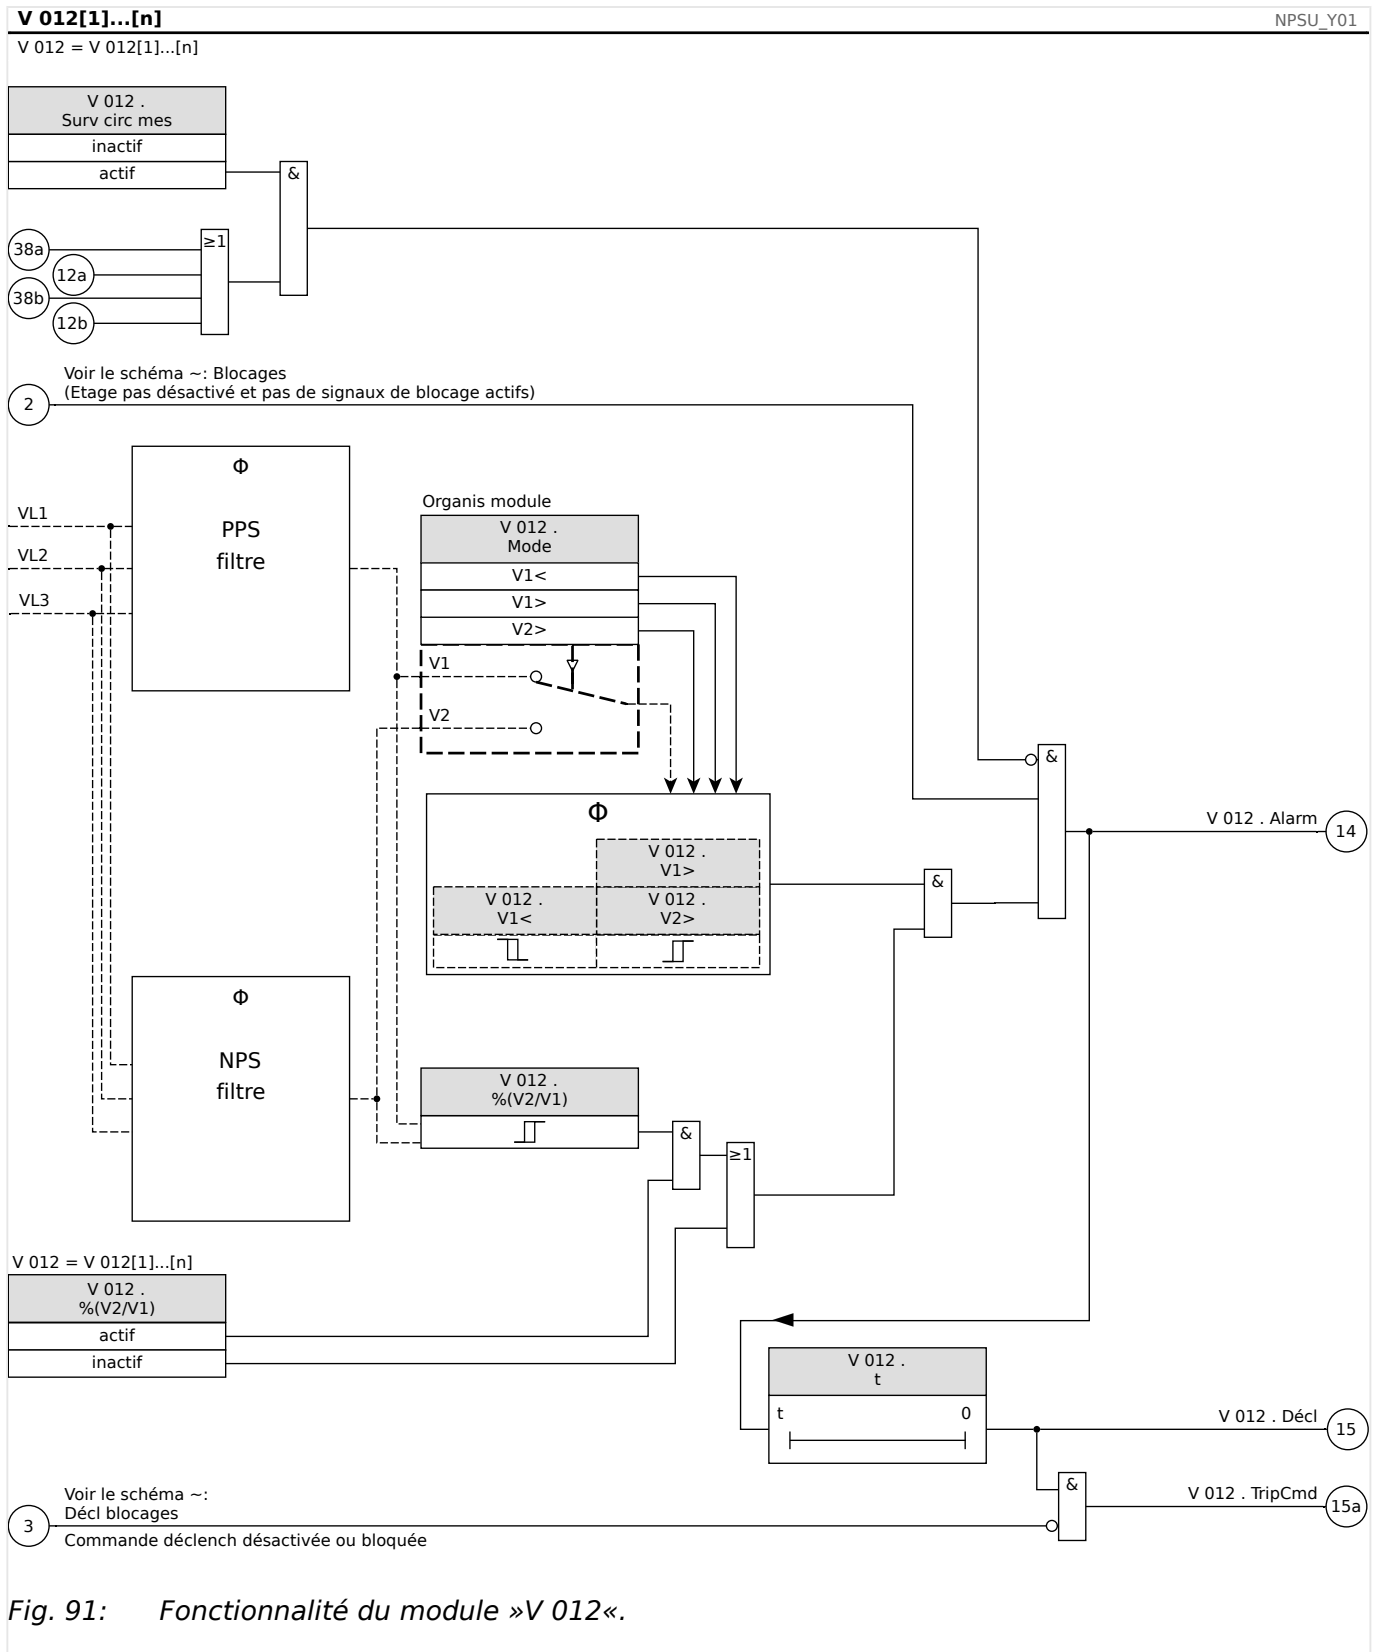 V 012[1]...[n]
NPSU_Y01
V 012 = V 012[1]...[n]
V 012 .
Surv circ mes
inactif
actif
&
38a
≥1
12a
38b
12b
Voir le schéma ~: Blocages
(Etage pas désactivé et pas de signaux de blocage actifs)
2
Φ
PPS
filtre
VL1
VL2
VL3
Organis module
V 012 .
Mode
V1<
V1>
V2>
V1
V2
&
Φ
V 012 .
V1>
V 012 .
V1<
V 012 .
V2>
&
V 012 . Alarm
14
Φ
NPS
filtre
V 012 .
%(V2/V1)
&
≥1
V 012 = V 012[1]...[n]
V 012 .
%(V2/V1)
actif
inactif
V 012 .
t
t
0
V 012 . Décl
15
&
V 012 . TripCmd
15a
Voir le schéma ~:
Décl blocages
3
Commande déclench désactivée ou bloquée
Fig. 91: Fonctionnalité du module »V 012«.